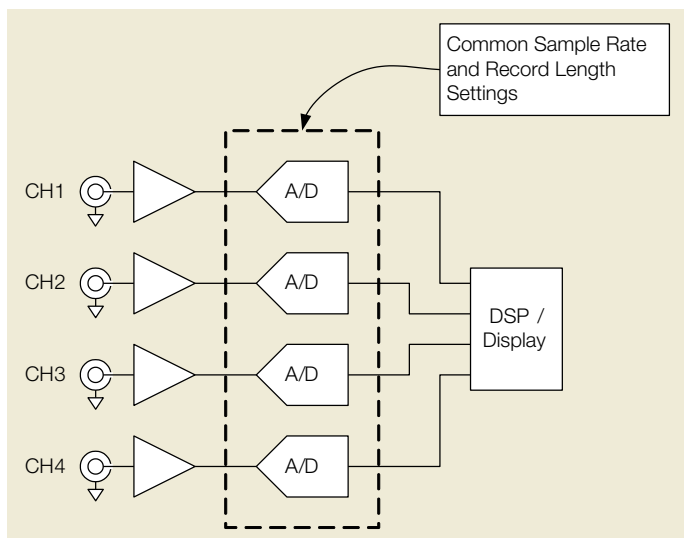 Common Sample Rate
and Record Length
Settings
CH1
A/D
CH2
A/D
DSP /
Display
CH3
A/D
CH4
A/D